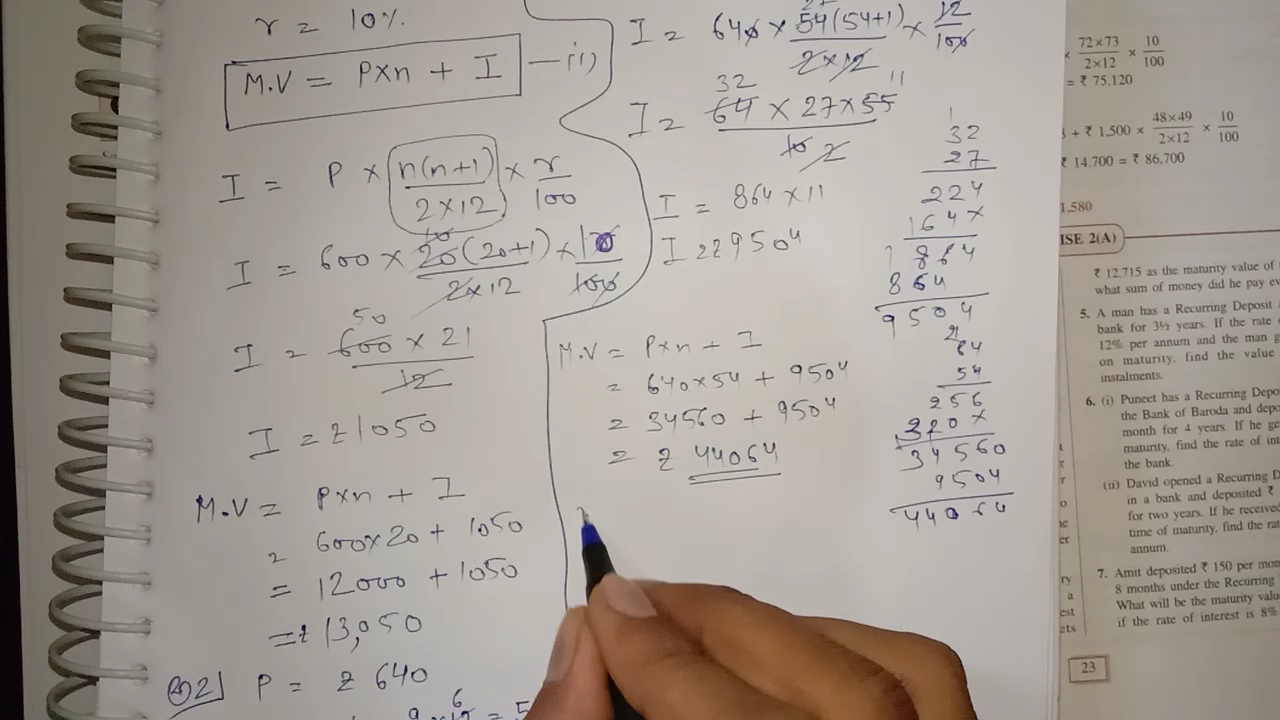 r = 10%
M.V = P×n + I —(i)
I = P × n(n+1)/2×12 × r/100
I = 600 × 20(20+1)/2×12 × 10/100
10
50
I = 600 × 21/12
I = ₹1050
M.V = P×n + I
= 600×20 + 1050
= 12000 + 1050
= ₹13,050
Q2] P = ₹ 640
I = 640 × 54(54+1)/2×12 × 12/100
27
32 11
I = 64 × 27 × 55/10 2
I = 864 × 11
I = ₹9504
M.V = P×n + I
= 640×54 + 9504
= 34560 + 9504
= ₹ 44064
1
32
27
224
64×
864
864
9504
2
64
54
256
320×
34560
9504
44064
× 72×73/2×12 × 10/100
= ₹ 75,120
+ ₹ 1,500 × 48×49/2×12 × 10/100
₹ 14,700 = ₹ 86,700
1,580
ISE 2(A)
₹ 12,715 as the maturity value of
what sum of money did he pay
5. A man has a Recurring Deposit
bank for 3½ years. If the rate
12% per annum and the man
on maturity, find the value
instalments.
6. (i) Puneet has a Recurring
the Bank of Baroda and
month for 4 years. If he
maturity, find the rate of
the bank.
(ii) David opened a Recurring
in a bank and deposited ₹
for two years. If he received
time of maturity, find the
annum.
7. Amit deposited ₹ 150 per
8 months under the Recurring
What will be the maturity
if the rate of interest is 8%
23